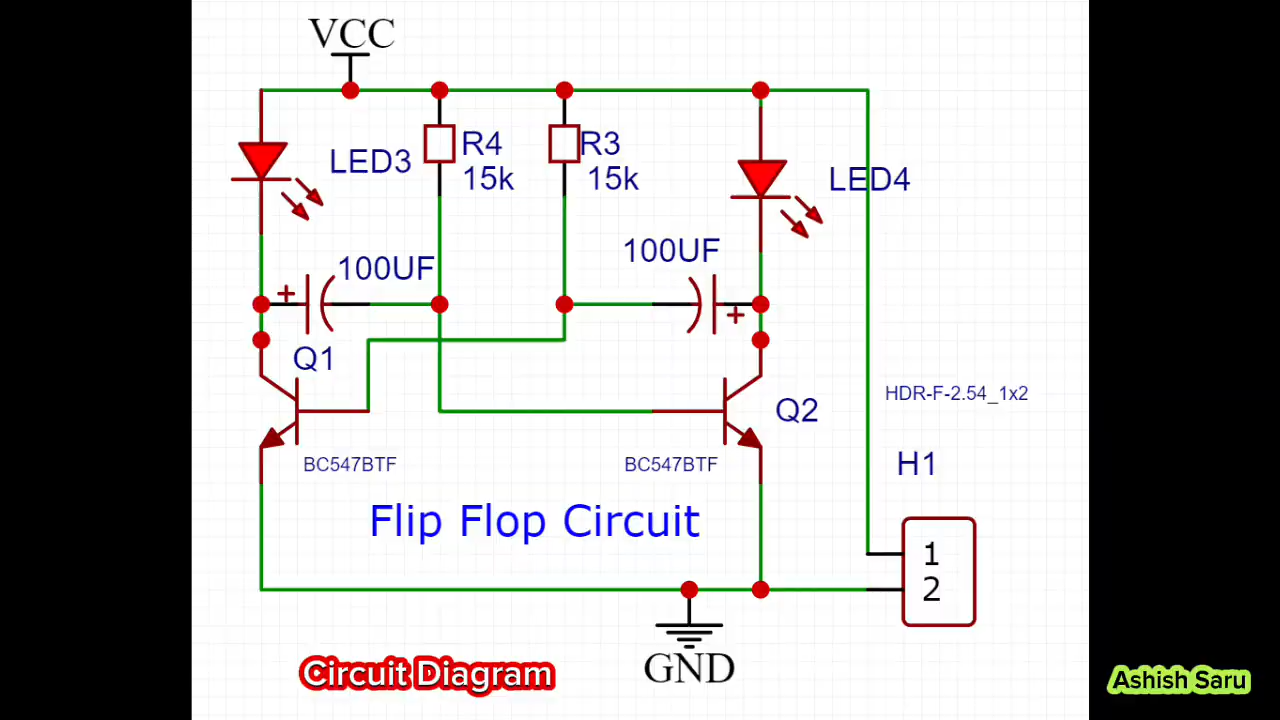 VCC
LED3
R4
15k
R3
15k
LED4
100UF
100UF
+
+
Q1
Q2
HDR-F-2.54_1x2
BC547BTF
BC547BTF
H1
Flip Flop Circuit
1
2
GND
Circuit Diagram
Ashish Saru